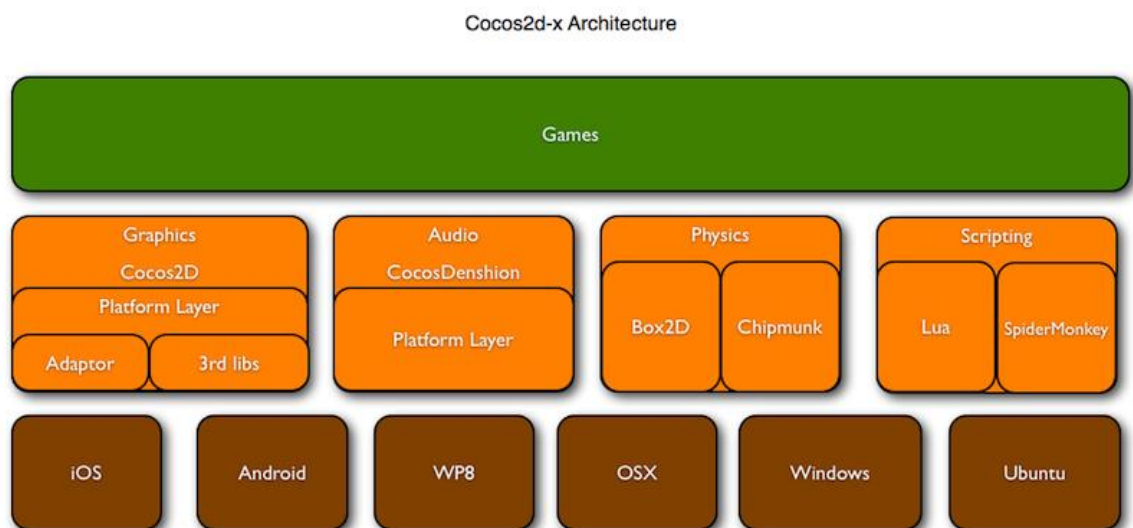 Cocos2d-x Architecture
Games
Graphics
Cocos2D
Platform Layer
Adaptor
3rd libs
Audio
CocosDenshion
Platform Layer
Physics
Box2D
Chipmunk
Scripting
Lua
SpiderMonkey
iOS
Android
WP8
OSX
Windows
Ubuntu